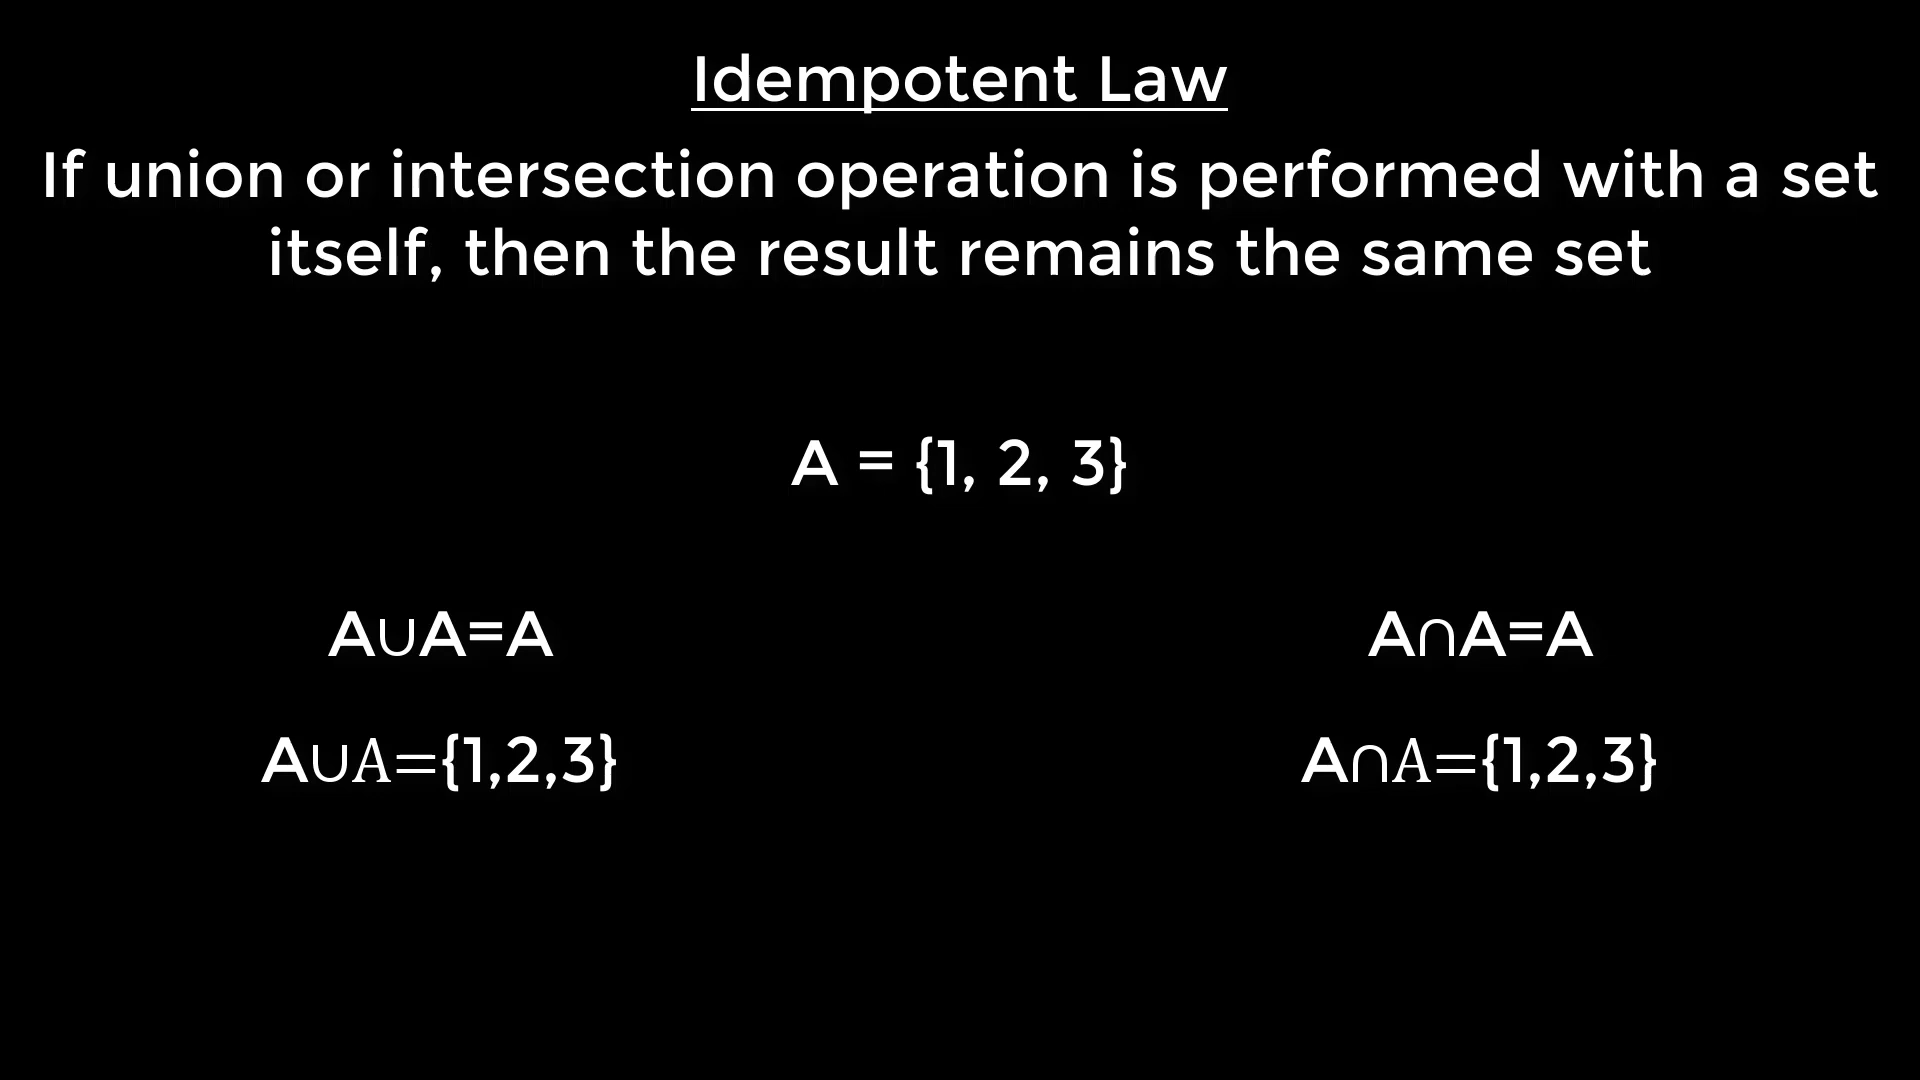 Idempotent Law
If union or intersection operation is performed with a set
itself, then the result remains the same set
A = {1, 2, 3}
A∪A=A
A∩A=A
A∪A={1,2,3}
A∩A={1,2,3}